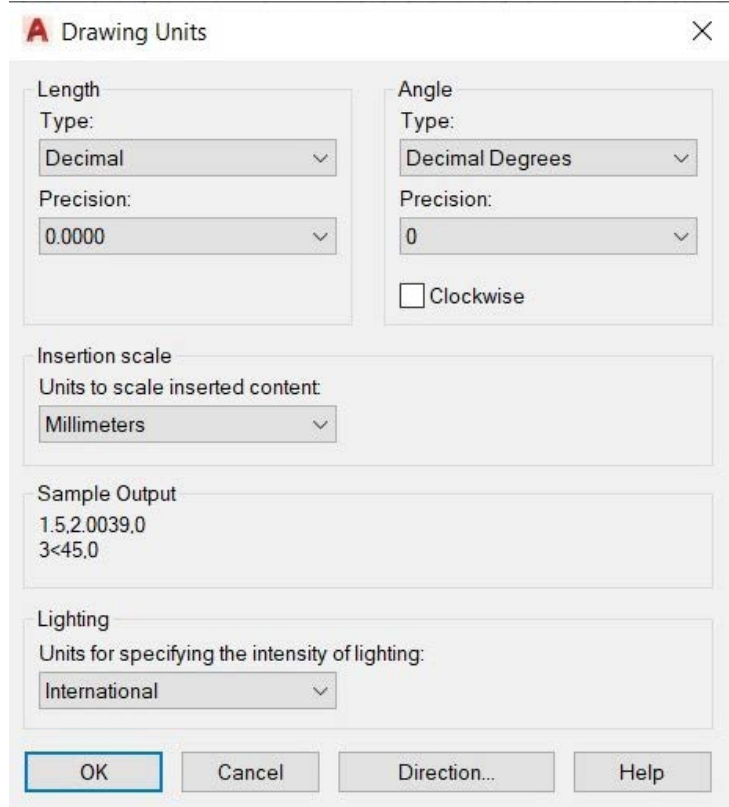 Drawing Units
Length
Type:
Decimal
Precision:
0.0000
Angle
Type:
Decimal Degrees
Precision:
0
Clockwise
Insertion scale
Units to scale inserted content:
Millimeters
Sample Output
1.5,2.0039,0
3<45,0
Lighting
Units for specifying the intensity of lighting:
International
OK
Cancel
Direction...
Help